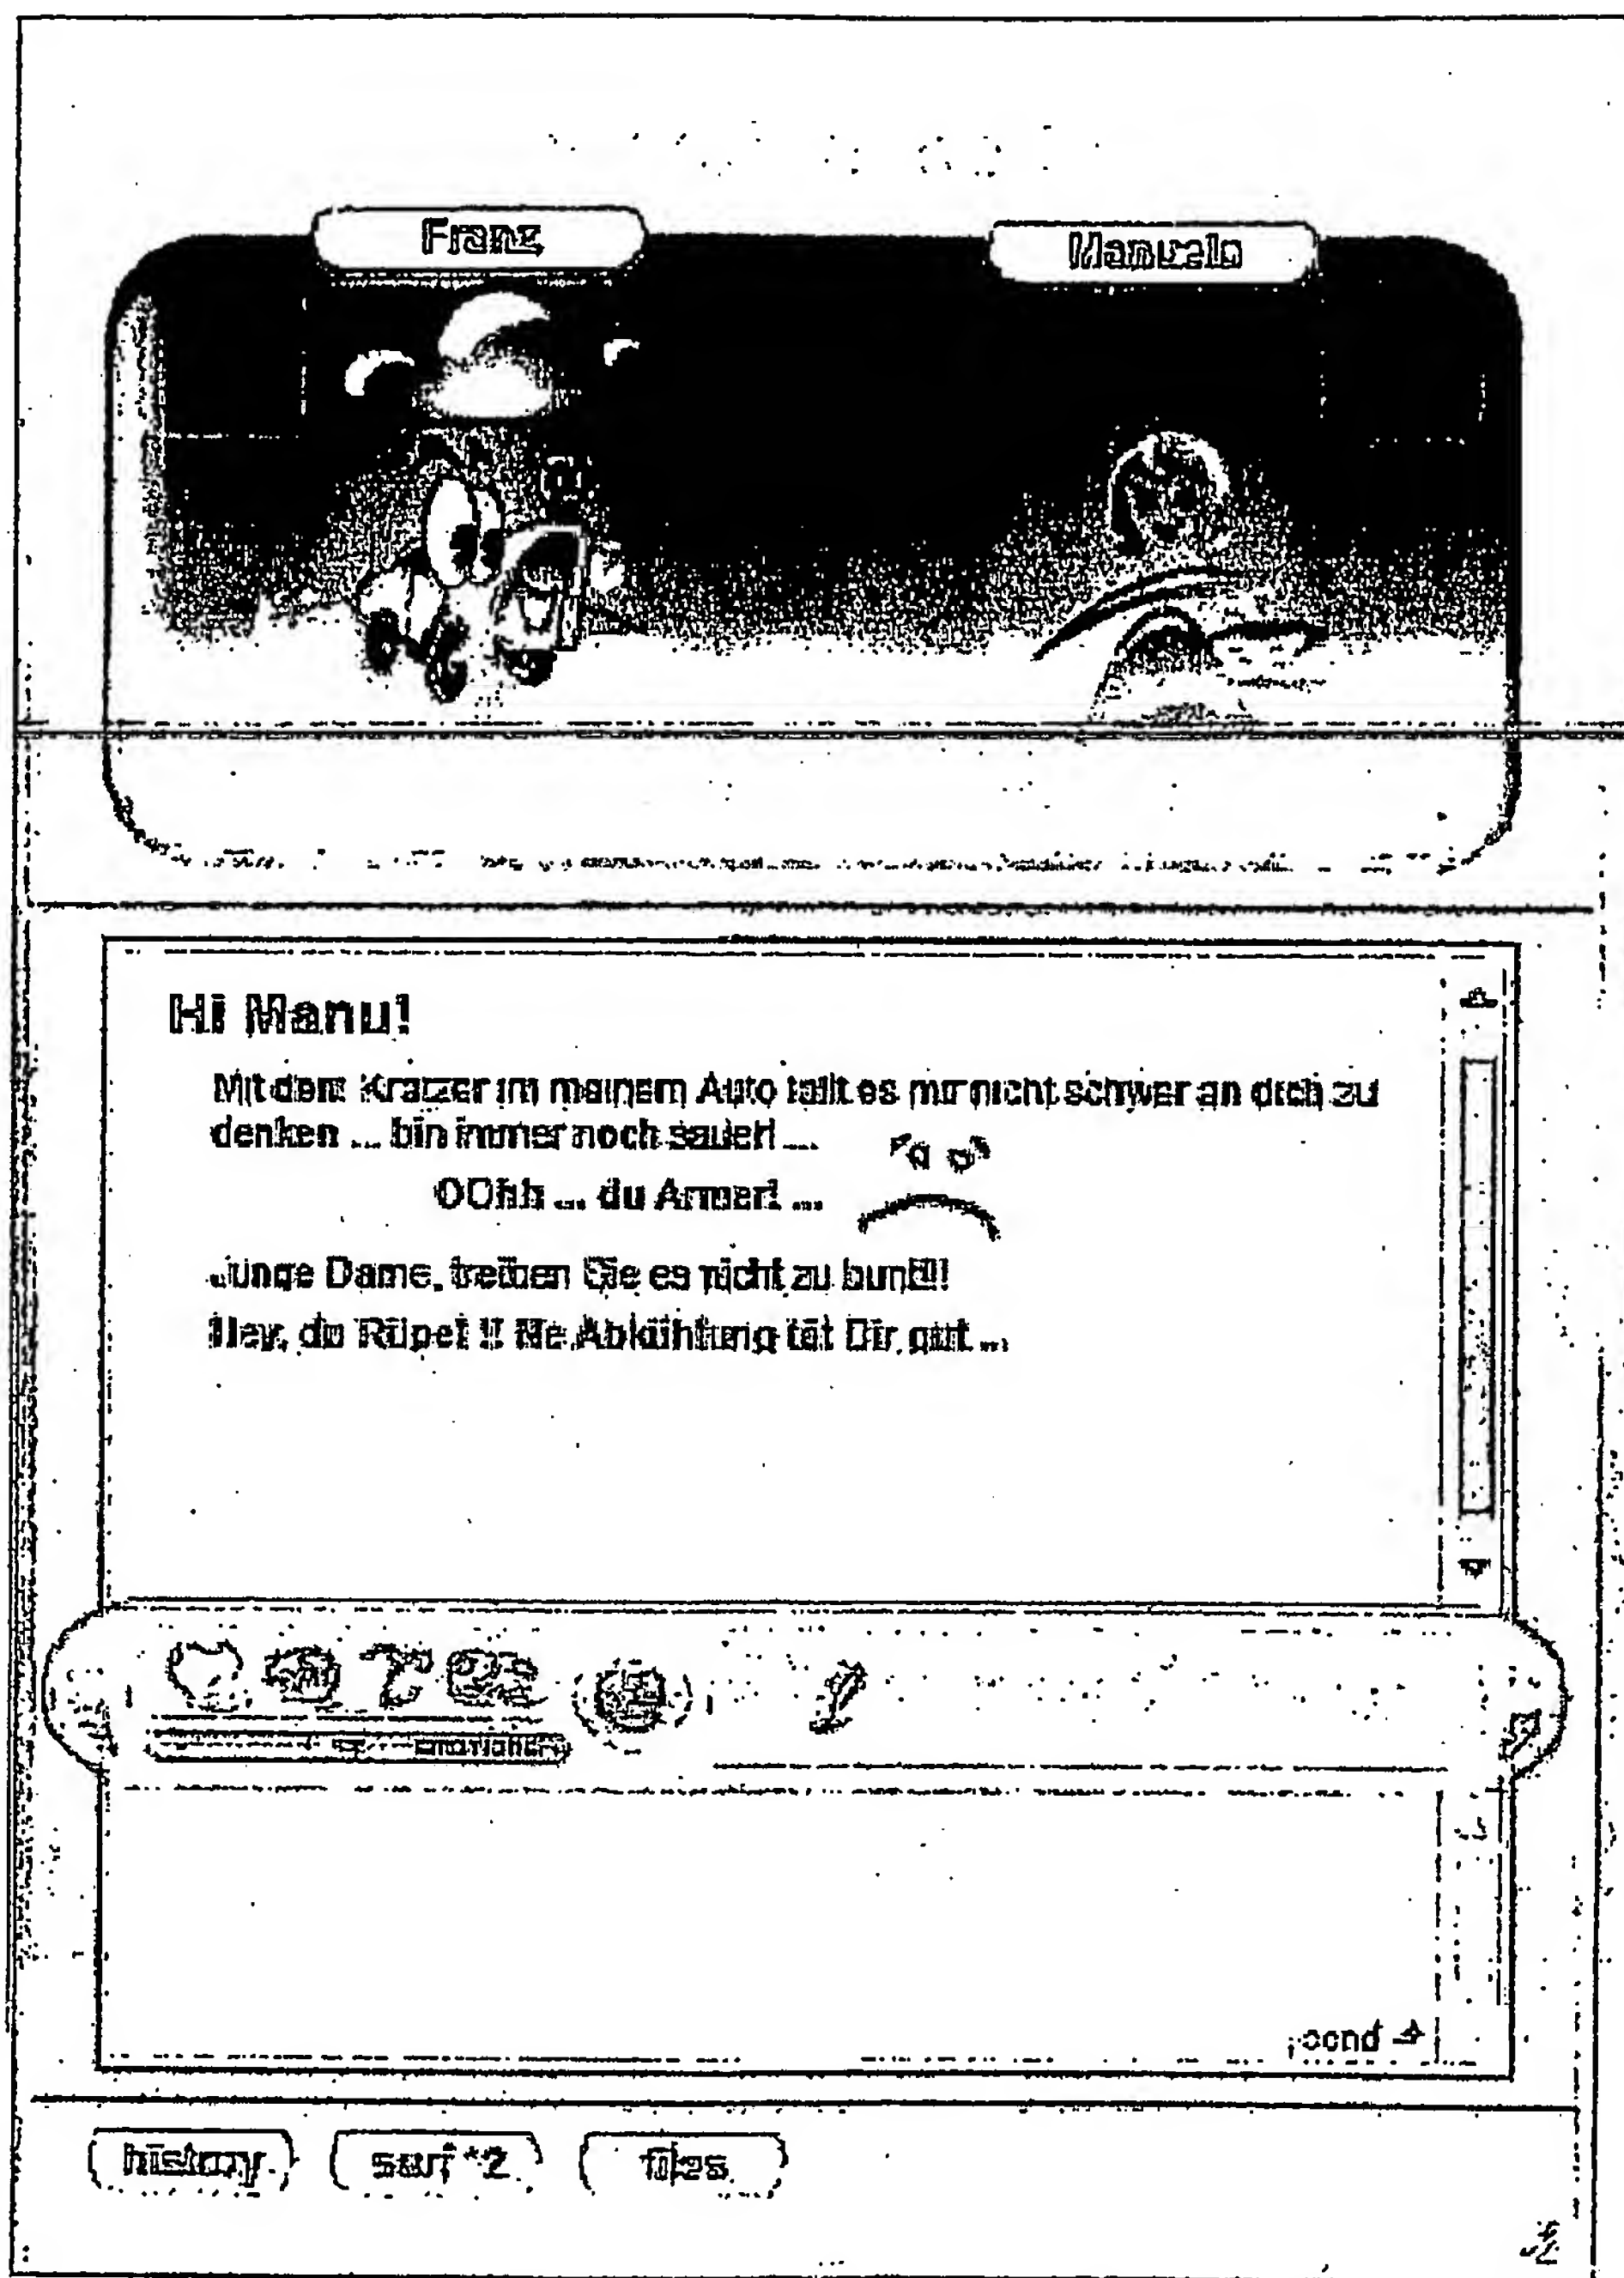 Franz
Manuela
Hi Manu!
Mit dem Kratzer im meinem Auto fällt es mir nicht schwer an dich zu
denken ... bin immer noch sauer! ...
OOhh ... du Armer! ...
Junge Dame, treiben Sie es nicht zu bunt!!!
Hey, du Rüpel !! Ne Abkühlung tät Dir gut ...
emotions
send →
history
surf *2
files